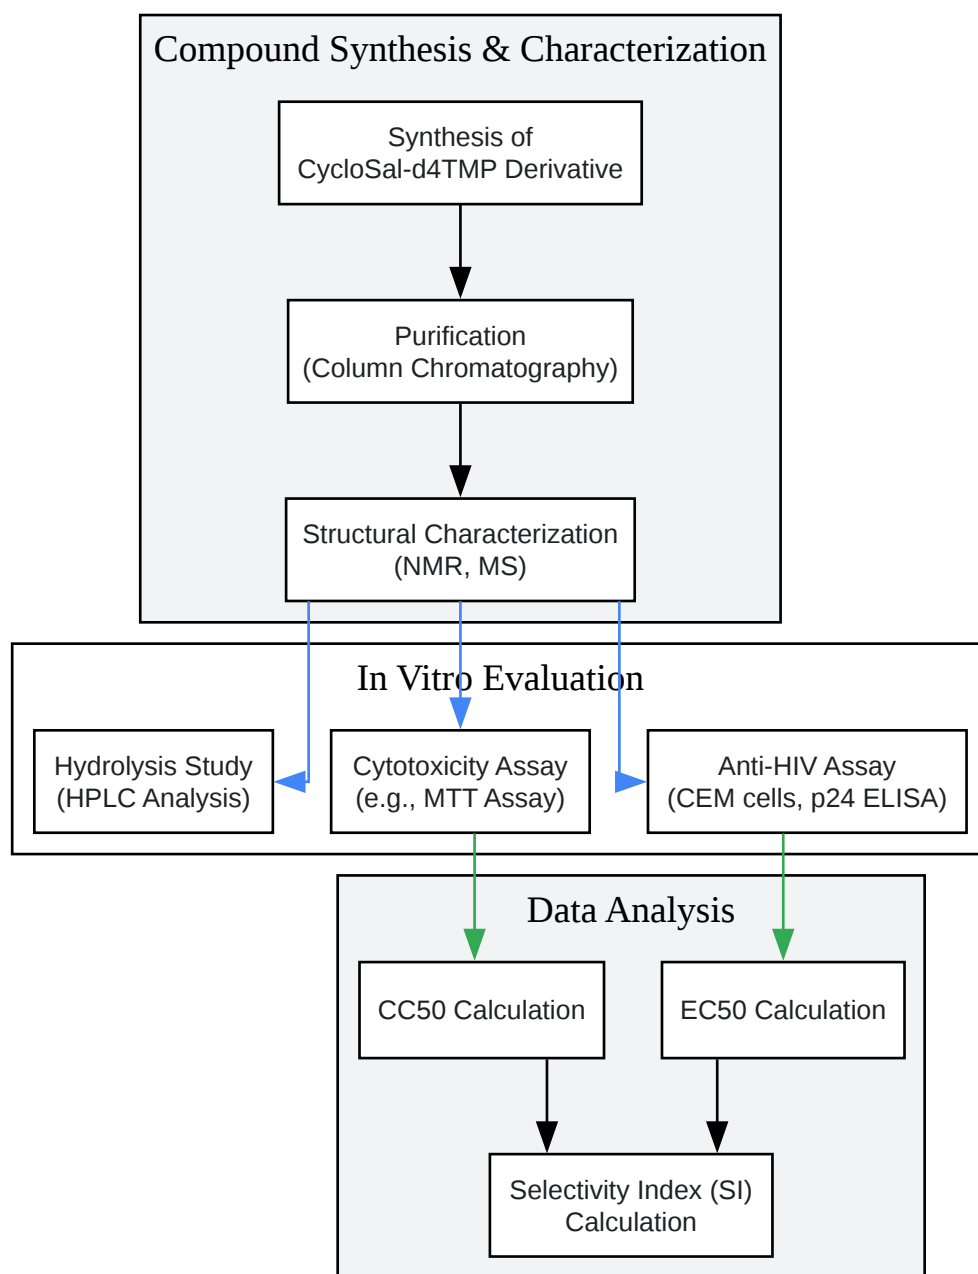 Compound Synthesis & Characterization
Synthesis of
CycloSal-d4TMP Derivative
Purification
(Column Chromatography)
Structural Characterization
(NMR, MS)
In Vitro Evaluation
Hydrolysis Study
(HPLC Analysis)
Cytotoxicity Assay
(e.g., MTT Assay)
Anti-HIV Assay
(CEM cells, p24 ELISA)
Data Analysis
CC50 Calculation
EC50 Calculation
Selectivity Index (SI)
Calculation